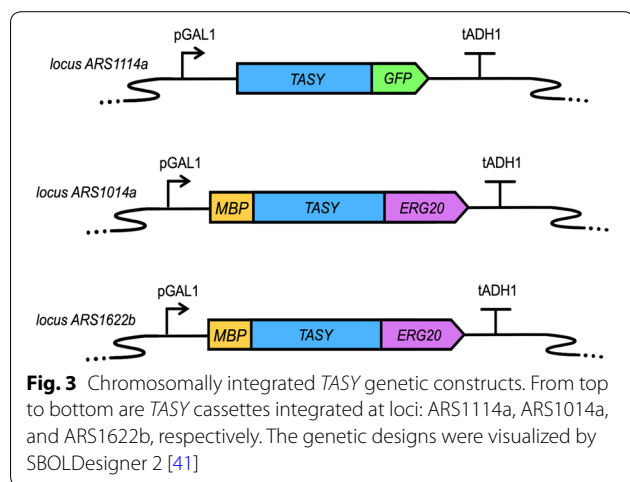 pGAL1
tADH1
locus ARS1114a
TASY
GFP
pGAL1
tADH1
locus ARS1014a
MBP
TASY
ERG20
pGAL1
tADH1
locus ARS1622b
MBP
TASY
ERG20
Fig. 3 Chromosomally integrated TASY genetic constructs. From top
to bottom are TASY cassettes integrated at loci: ARS1114a, ARS1014a,
and ARS1622b, respectively. The genetic designs were visualized by
SBOLDesigner 2 [41]